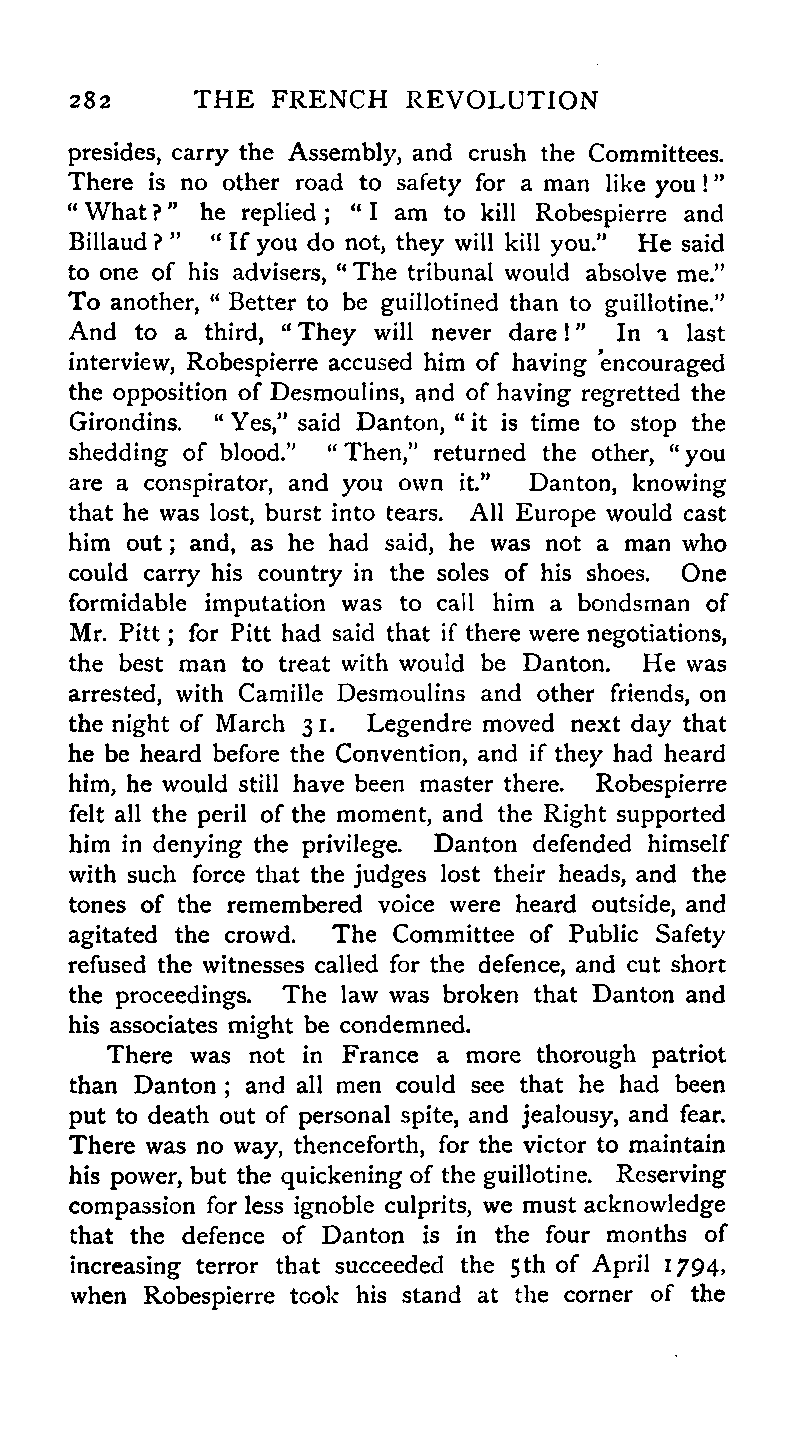 282 THE FRENCH REVOLUTION
presides, carry the Assembly, and crush the Committees.
There is no other road to safety for a man like you!"
"What?" he replied; "I am to kill Robespierre and
Billaud?" "If you do not, they will kill you." He said
to one of his advisers, "The tribunal would absolve me."
To another, "Better to be guillotined than to guillotine."
And to a third, "They will never dare!" In a last
interview, Robespierre accused him of having encouraged
the opposition of Desmoulins, and of having regretted the
Girondins. "Yes," said Danton, "it is time to stop the
shedding of blood." "Then," returned the other, "you
are a conspirator, and you own it." Danton, knowing
that he was lost, burst into tears. All Europe would cast
him out; and, as he had said, he was not a man who
could carry his country in the soles of his shoes. One
formidable imputation was to call him a bondsman of
Mr. Pitt; for Pitt had said that if there were negotiations,
the best man to treat with would be Danton. He was
arrested, with Camille Desmoulins and other friends, on
the night of March 31. Legendre moved next day that
he be heard before the Convention, and if they had heard
him, he would still have been master there. Robespierre
felt all the peril of the moment, and the Right supported
him in denying the privilege. Danton defended himself
with such force that the judges lost their heads, and the
tones of the remembered voice were heard outside, and
agitated the crowd. The Committee of Public Safety
refused the witnesses called for the defence, and cut short
the proceedings. The law was broken that Danton and
his associates might be condemned.
There was not in France a more thorough patriot
than Danton; and all men could see that he had been
put to death out of personal spite, and jealousy, and fear.
There was no way, thenceforth, for the victor to maintain
his power, but the quickening of the guillotine. Reserving
compassion for less ignoble culprits, we must acknowledge
that the defence of Danton is in the four months of
increasing terror that succeeded the 5th of April 1794,
when Robespierre took his stand at the corner of the